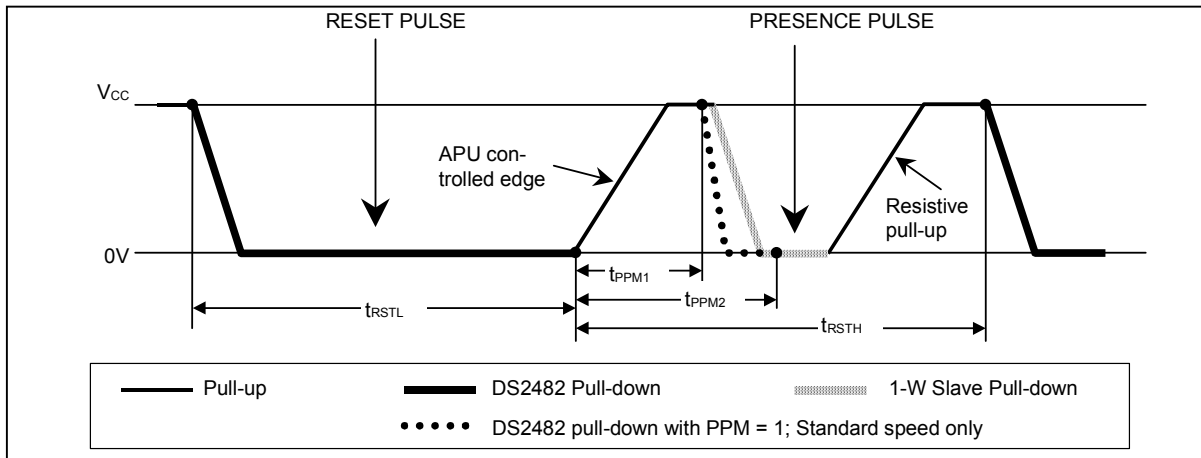 RESET PULSE
PRESENCE PULSE
VCC
APU con-
trolled edge
Resistive
pull-up
0V
tPPM1
tPPM2
tRSTL
tRSTH
Pull-up
DS2482 Pull-down
1-W Slave Pull-down
DS2482 pull-down with PPM = 1; Standard speed only